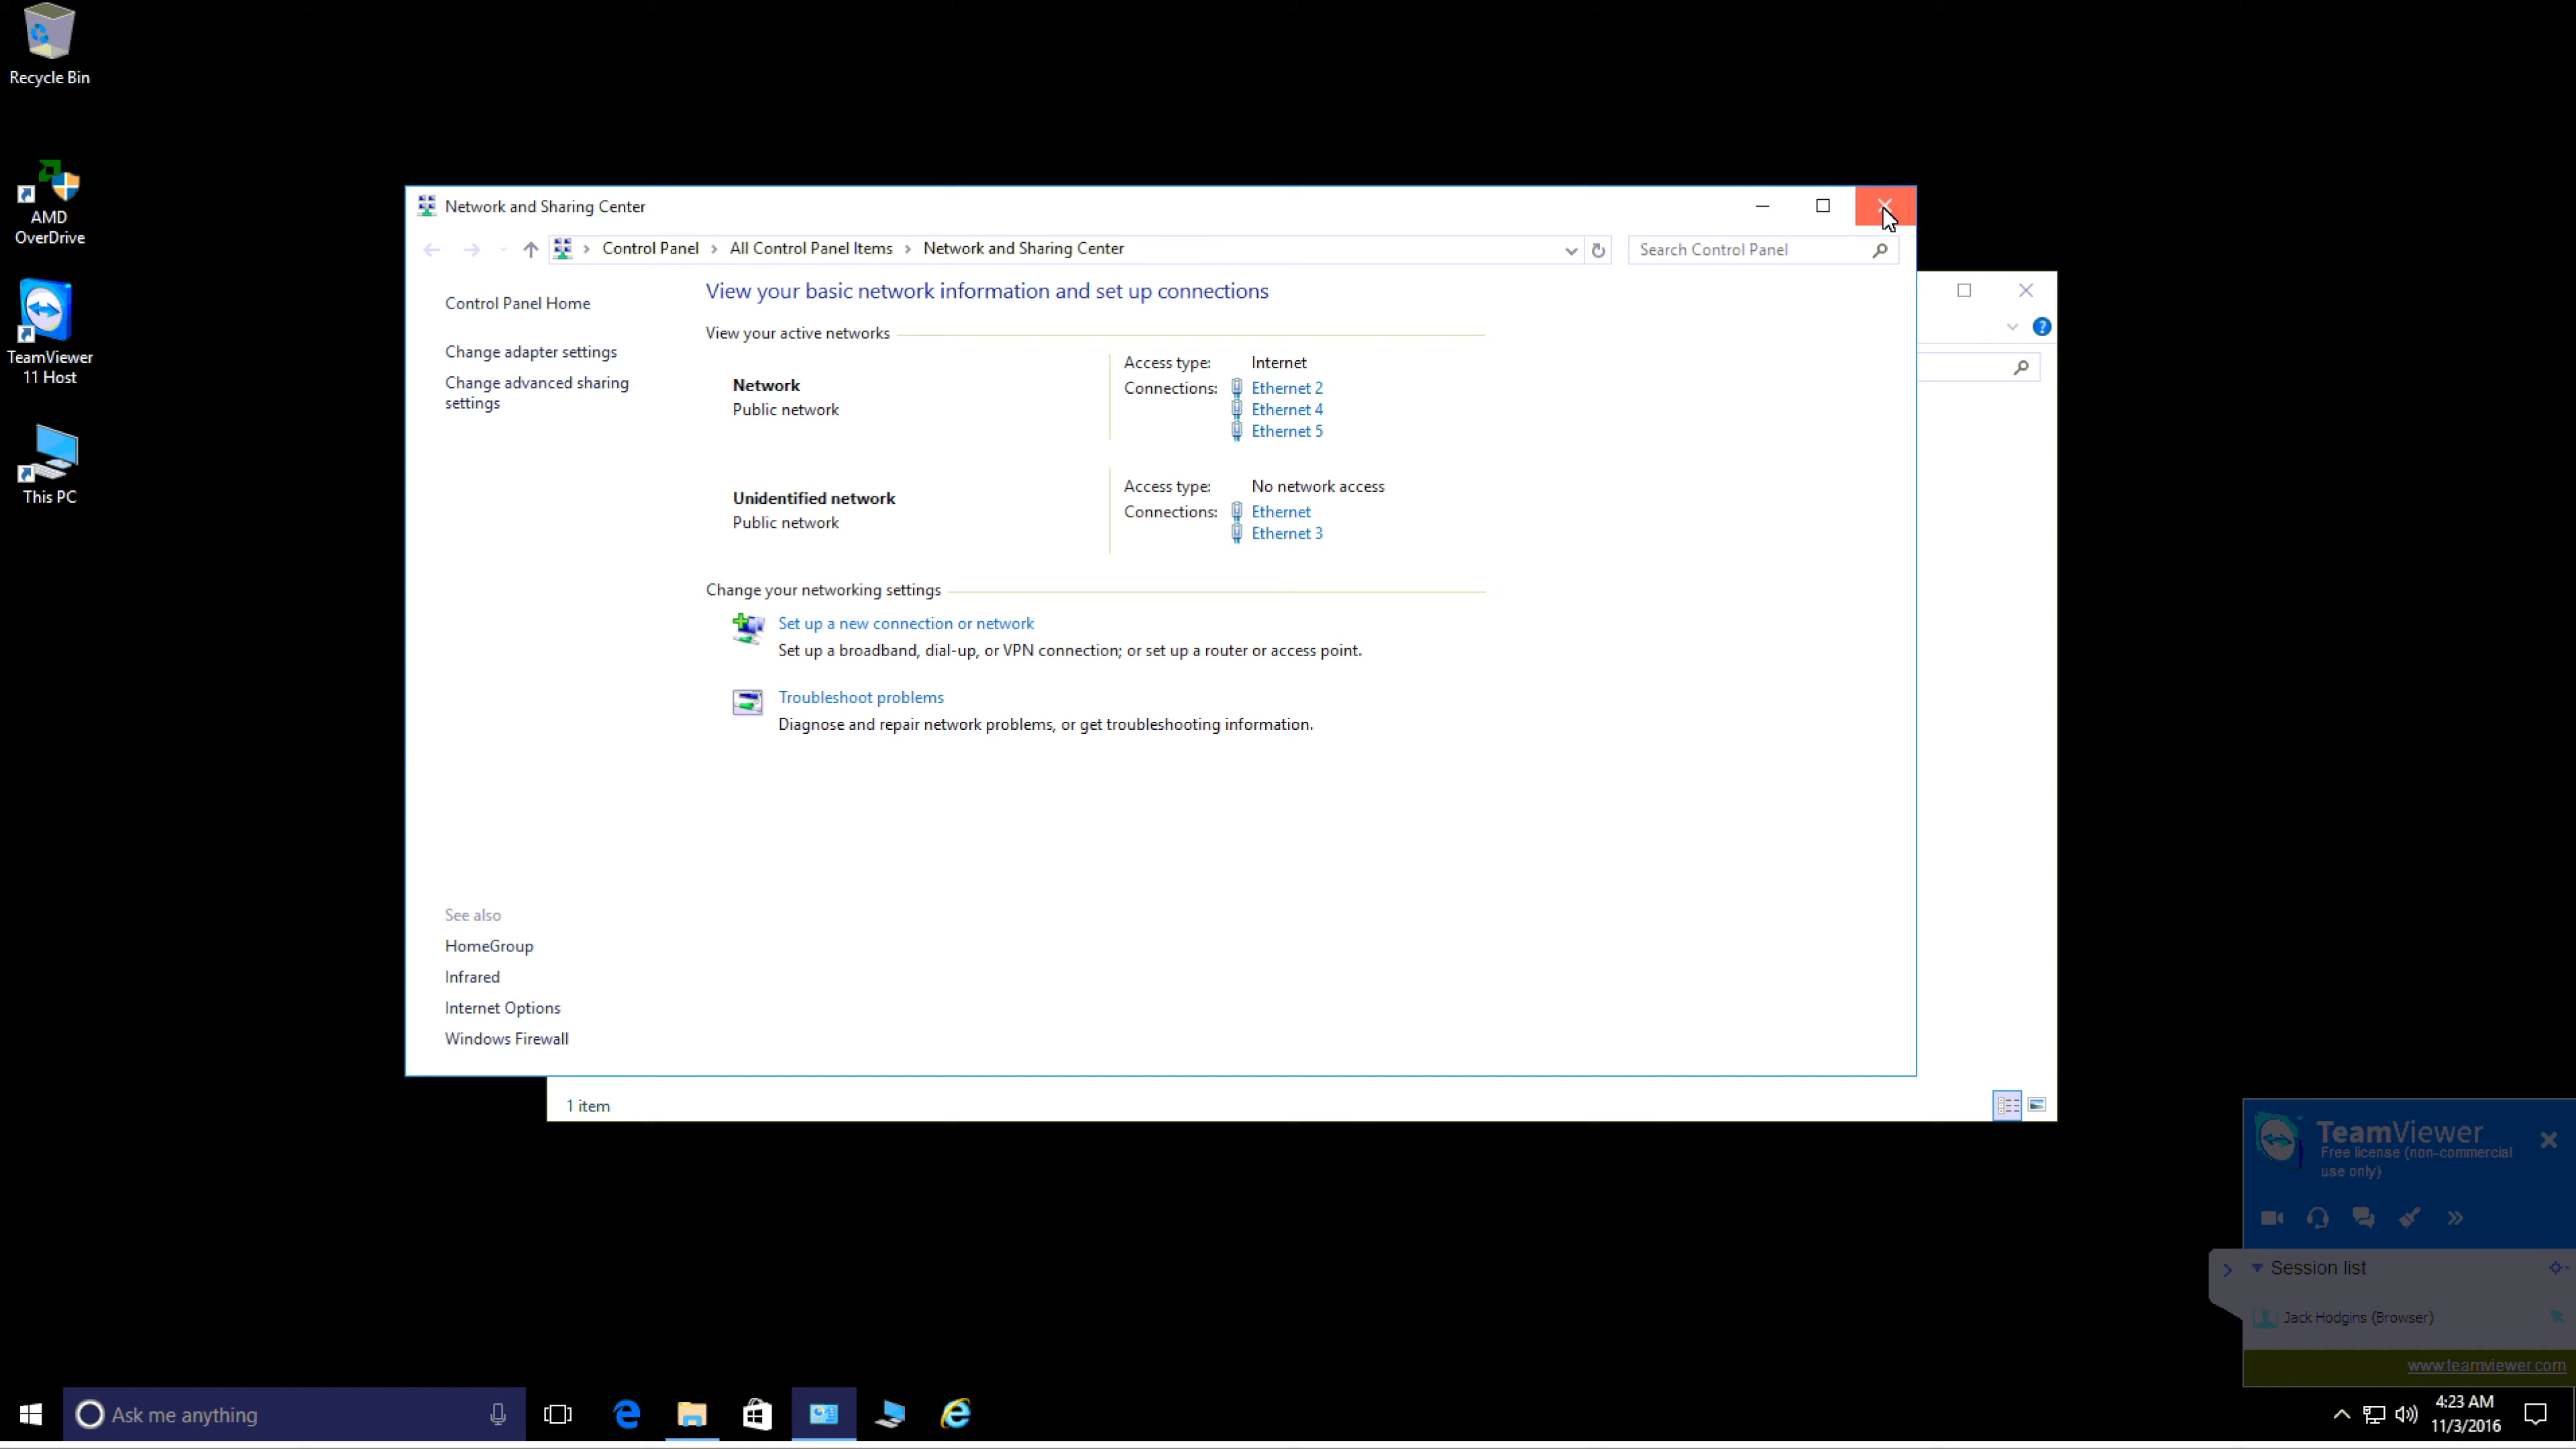 Recycle Bin
AMD
OverDrive
TeamViewer
11 Host
This PC
Network and Sharing Center
Control Panel
All Control Panel Items
Network and Sharing Center
Search Control Panel
Control Panel Home
Change adapter settings
Change advanced sharing
settings
View your basic network information and set up connections
View your active networks
Network
Public network
Access type: Internet
Connections: Ethernet 2
Ethernet 4
Ethernet 5
Unidentified network
Public network
Access type: No network access
Connections: Ethernet
Ethernet 3
Change your networking settings
Set up a new connection or network
Set up a broadband, dial-up, or VPN connection; or set up a router or access point.
Troubleshoot problems
Diagnose and repair network problems, or get troubleshooting information.
See also
HomeGroup
Infrared
Internet Options
Windows Firewall
1 item
TeamViewer
Free license (non-commercial
use only)
Session list
Jack Hodgins (Browser)
www.teamviewer.com
Ask me anything
4:23 AM
11/3/2016